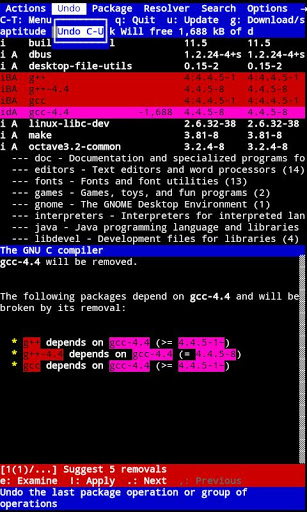 Actions Undo Package Resolver Search Options
C-T: Menu q: Quit u: Update g: Download/s
aptitude Undo C-U k Will free 1,688 kB of d
i buil l 11.5 11.5
i A dbus 1.2.24-4+s 1.2.24-4+s
i A desktop-file-utils 0.15-2 0.15-2
iBA g++ 4:4.4.5-1 4:4.4.5-1
iBA g++-4.4 4.4.5-8 4.4.5-8
iBA gcc 4:4.4.5-1 4:4.4.5-1
idA gcc-4.4 -1,688 4.4.5-8 4.4.5-8
i A linux-libc-dev 2.6.32-38 2.6.32-38
i A make 3.81-8 3.81-8
i A octave3.2-common 3.2.4-8 3.2.4-8
--- doc - Documentation and specialized programs fo
--- editors - Text editors and word processors (14)
--- fonts - Fonts and font utilities (13)
--- games - Games, toys, and fun programs (2)
--- gnome - The GNOME Desktop Environment (1)
--- interpreters - Interpreters for interpreted lan
--- java - Java programming language and libraries
--- libdevel - Development files for libraries (4)
The GNU C compiler
gcc-4.4 will be removed.
The following packages depend on gcc-4.4 and will be
broken by its removal:
* g++ depends on gcc-4.4 (>= 4.4.5-1~)
* g++-4.4 depends on gcc-4.4 (= 4.4.5-8)
* gcc depends on gcc-4.4 (>= 4.4.5-1~)
[1(1)/...] Suggest 5 removals
e: Examine !: Apply .: Next ,: Previous
Undo the last package operation or group of
operations